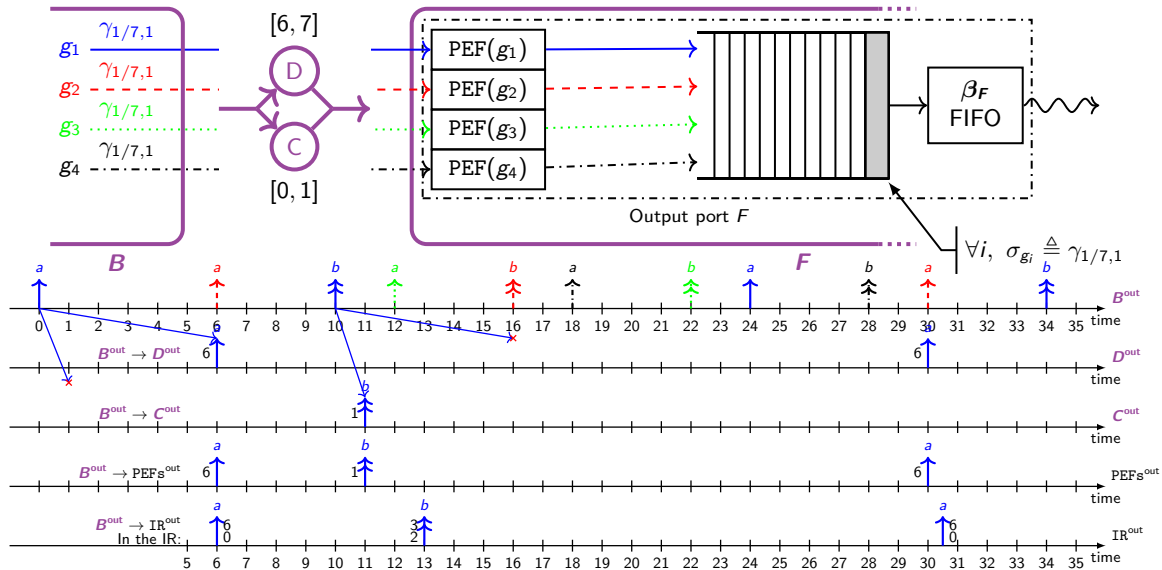 g1 γ1/7,1
g2 γ1/7,1
g3 γ1/7,1
g4 γ1/7,1
B
[6, 7]
D
C
[0, 1]
PEF(g1)
PEF(g2)
PEF(g3)
PEF(g4)
βF
FIFO
Output port F
∀i, σgi ≜ γ1/7,1
F
a a b a b a b a b a b
Bout
0 1 2 3 4 5 6 7 8 9 10 11 12 13 14 15 16 17 18 19 20 21 22 23 24 25 26 27 28 29 30 31 32 33 34 35 time
Bout → Dout 6 a 6 a Dout
time
Bout → Cout 1 b Cout
time
Bout → PEFsout 6 a 1 b 6 a PEFsout
time
Bout → IRout a 6 b 3 a 6 IRout
In the IR: 0 2 0
5 6 7 8 9 10 11 12 13 14 15 16 17 18 19 20 21 22 23 24 25 26 27 28 29 30 31 32 33 34 35 time